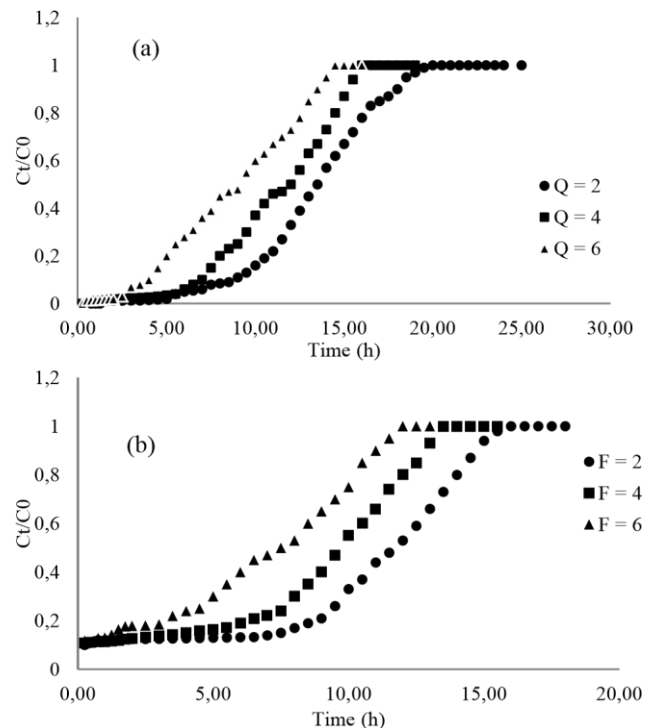 1,2
(a)
1
0,8
Ct/C0
0,6
Q = 2
0,4
Q = 4
0,2
Q = 6
0
0,00 5,00 10,00 15,00 20,00 25,00 30,00
Time (h)
1,2
(b)
1
F = 2
0,8
F = 4
Ct/C0
0,6
F = 6
0,4
0,2
0
0,00 5,00 10,00 15,00 20,00
Time (h)